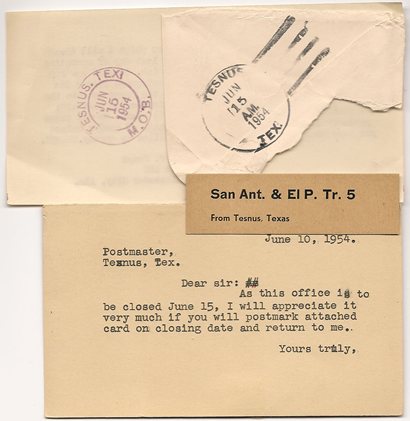 TESNUS, TEX.
JUN
15
1954
M.O.B.
TESNUS,
JUN
15
A.M.
1954
TEX.
San Ant. & El P. Tr. 5
From Tesnus, Texas
June 10, 1954.
Postmaster,
Tesnus, Tex.
Dear sir: ##
As this office is to
be closed June 15, I will appreciate it
very much if you will postmark attached
card on closing date and return to me.
Yours truly,